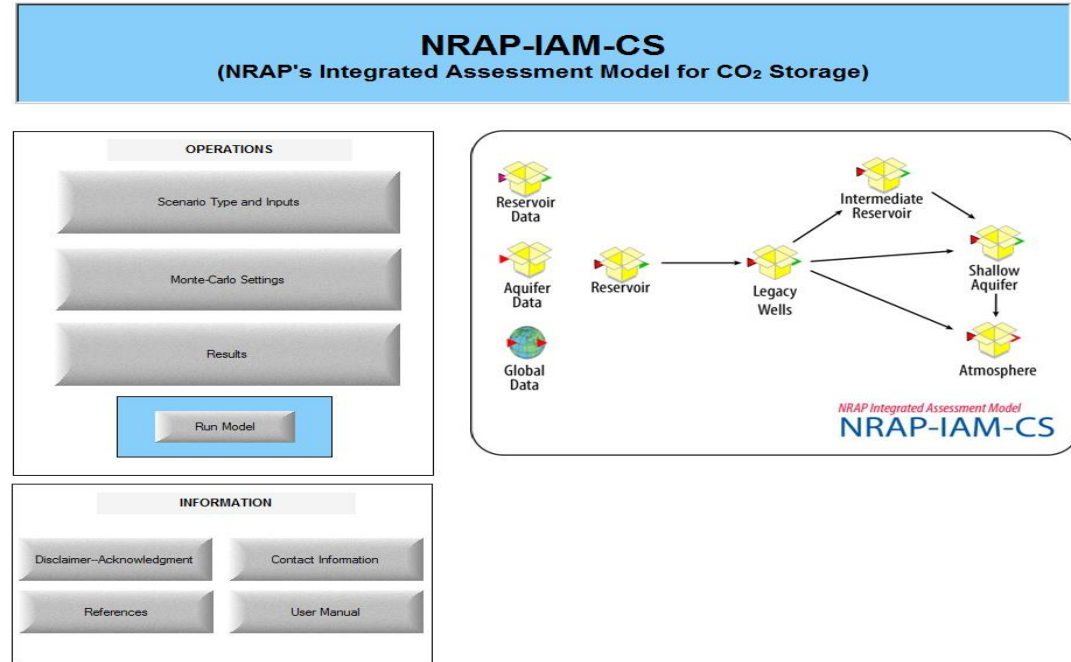 NRAP-IAM-CS
(NRAP's Integrated Assessment Model for CO₂ Storage)
OPERATIONS
Scenario Type and Inputs
Monte-Carlo Settings
Results
Run Model
INFORMATION
Disclaimer--Acknowledgment
Contact Information
References
User Manual
Reservoir
Data
Aquifer
Data
Global
Data
Reservoir
Legacy
Wells
Intermediate
Reservoir
Shallow
Aquifer
Atmosphere
NRAP Integrated Assessment Model
NRAP-IAM-CS